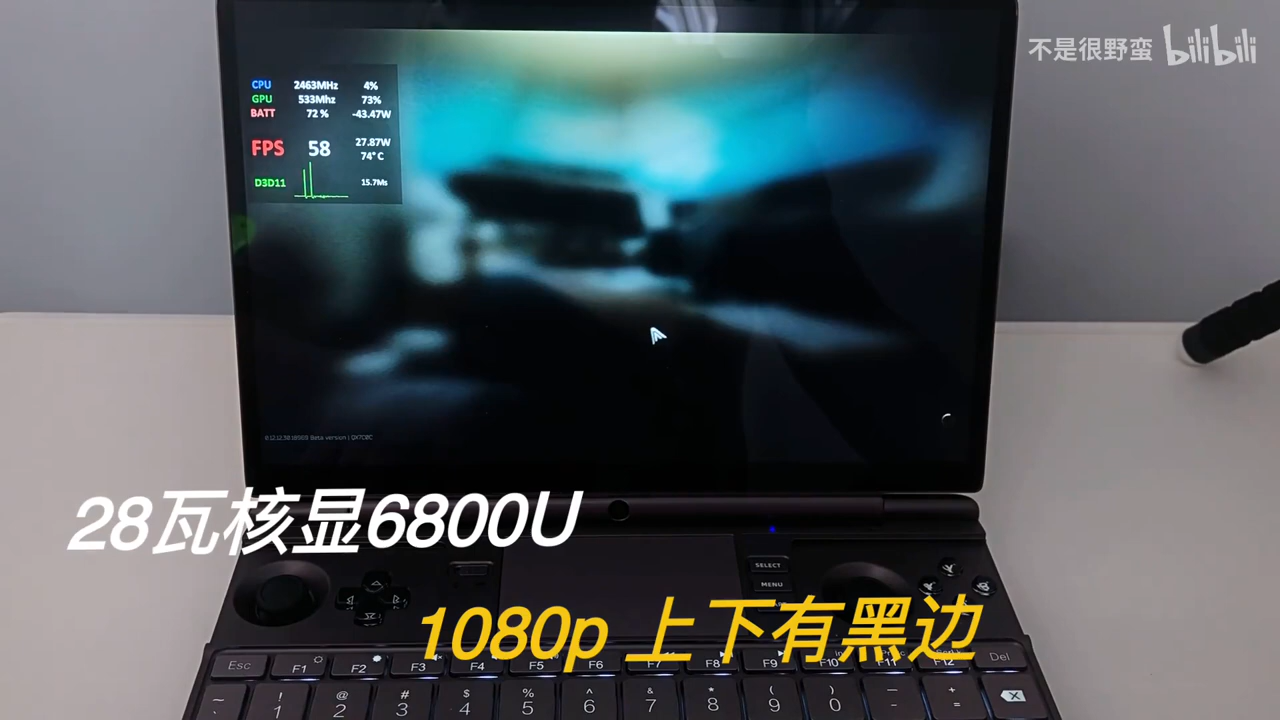 不是很野蛮 bilibili
CPU 2463MHz 4%
GPU 533Mhz 73%
BATT 72 % -43.47W
FPS 58 27.87W
74°C
D3D11 15.7Ms
Beta version
28瓦核显6800U
SELECT
MENU
1080p 上下有黑边
Esc F1 F2 F3 F4 F5 F6 F7 F8 F9 F10 F11 F12 Del
~ ! @ # $ % ^ & * ( ) — +
` 1 2 3 4 5 6 7 8 9 0 - =